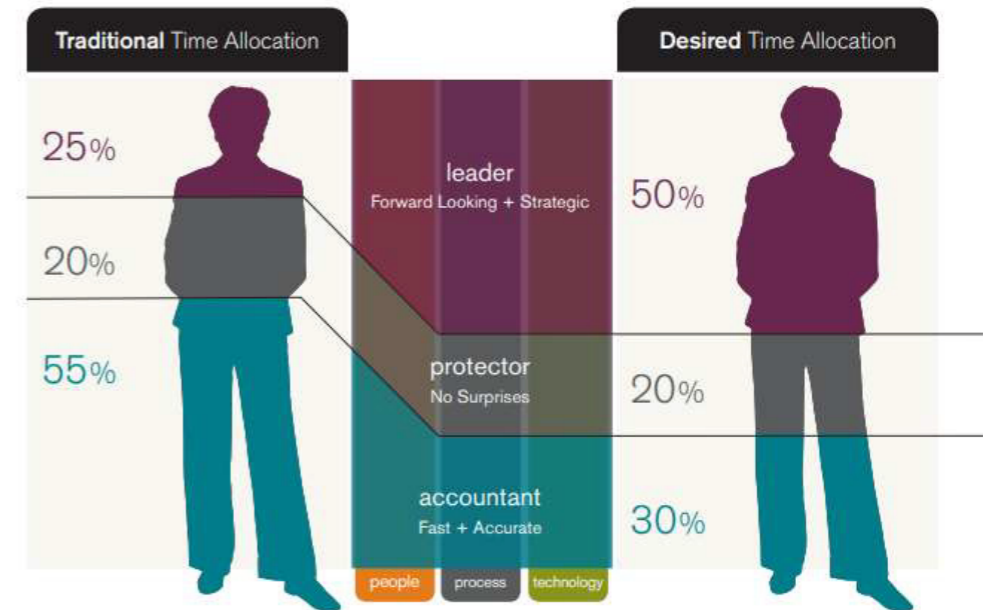 Traditional Time Allocation
Desired Time Allocation
25%
20%
55%
leader
Forward Looking + Strategic
protector
No Surprises
accountant
Fast + Accurate
people
process
technology
50%
20%
30%